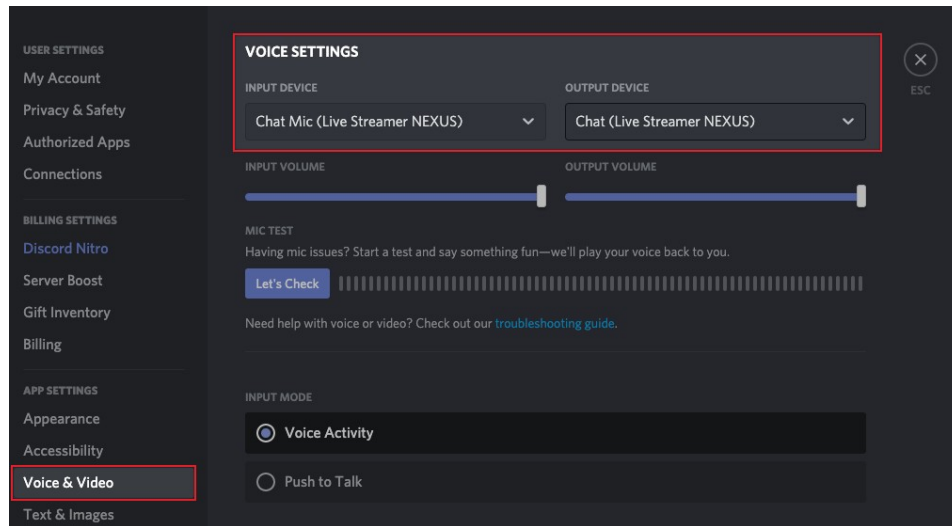 USER SETTINGS
My Account
Privacy & Safety
Authorized Apps
Connections
BILLING SETTINGS
Discord Nitro
Server Boost
Gift Inventory
Billing
APP SETTINGS
Appearance
Accessibility
Voice & Video
Text & Images
VOICE SETTINGS
INPUT DEVICE
Chat Mic (Live Streamer NEXUS)
OUTPUT DEVICE
Chat (Live Streamer NEXUS)
INPUT VOLUME
OUTPUT VOLUME
MIC TEST
Having mic issues? Start a test and say something fun—we'll play your voice back to you.
Let's Check
Need help with voice or video? Check out our troubleshooting guide.
INPUT MODE
Voice Activity
Push to Talk
ESC